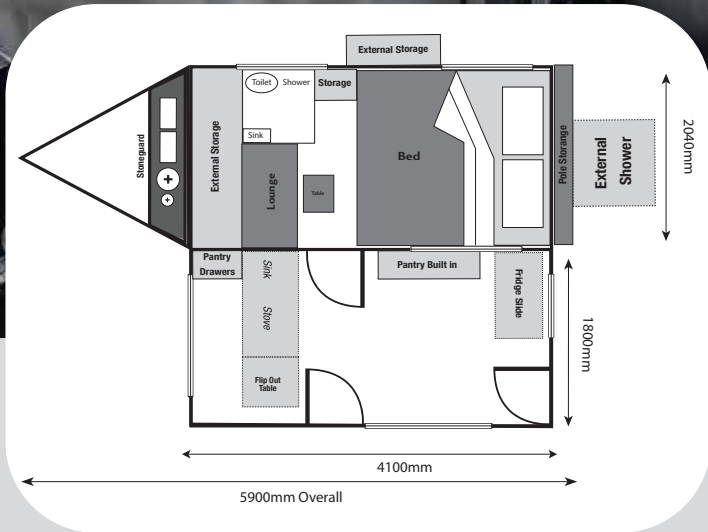 External Storage
Toilet
Shower
Storage
Sink
Stoneguard
External Storage
Lounge
Table
Bed
Pole Storange
External
Shower
2040mm
Pantry
Drawers
Sink
Stove
Flip Out
Table
Pantry Built in
Fridge Slide
1800mm
4100mm
5900mm Overall